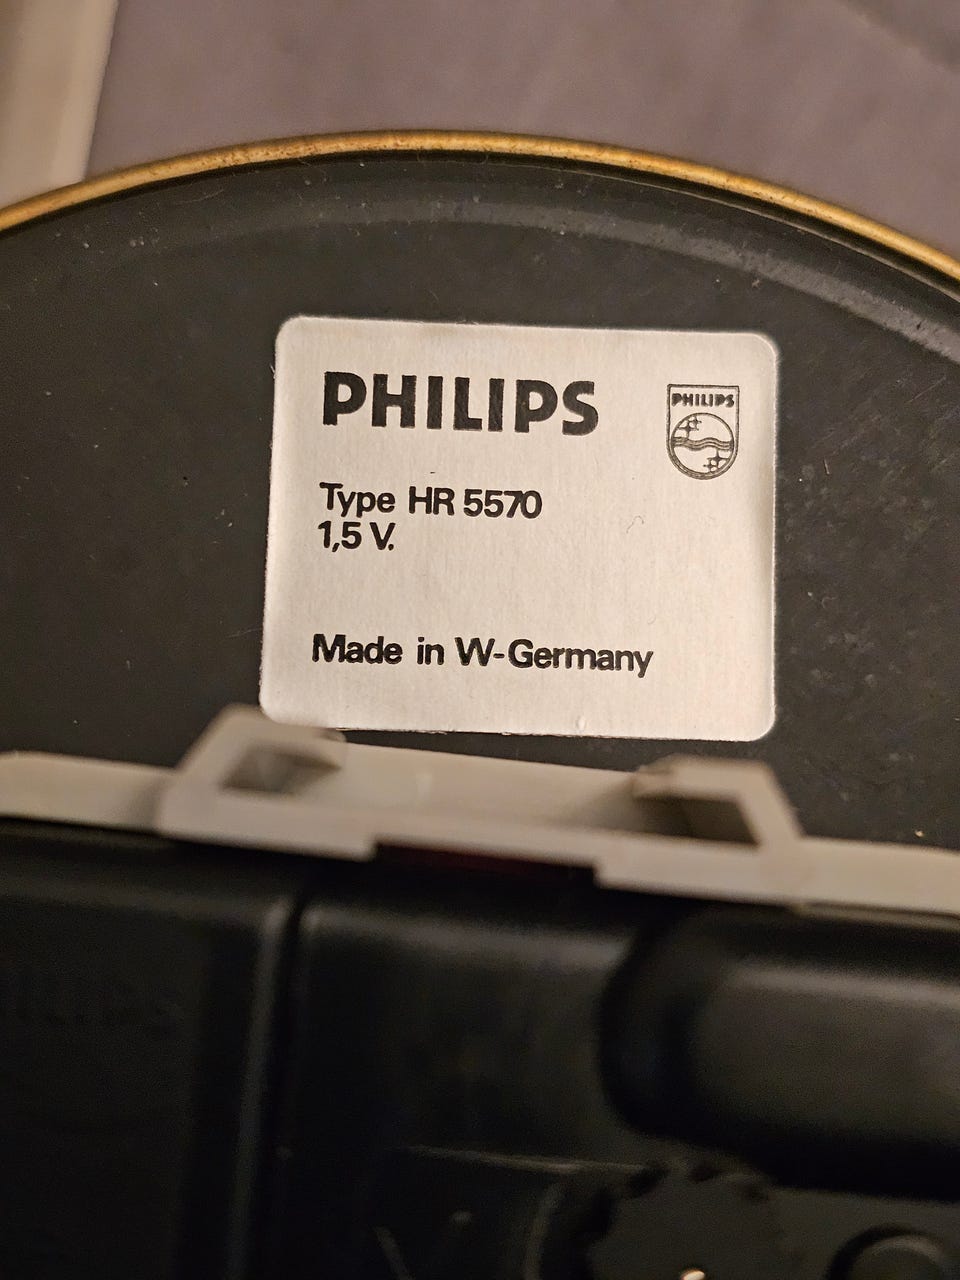 PHILIPS
PHILIPS
Type HR 5570
1,5 V.
Made in W-Germany